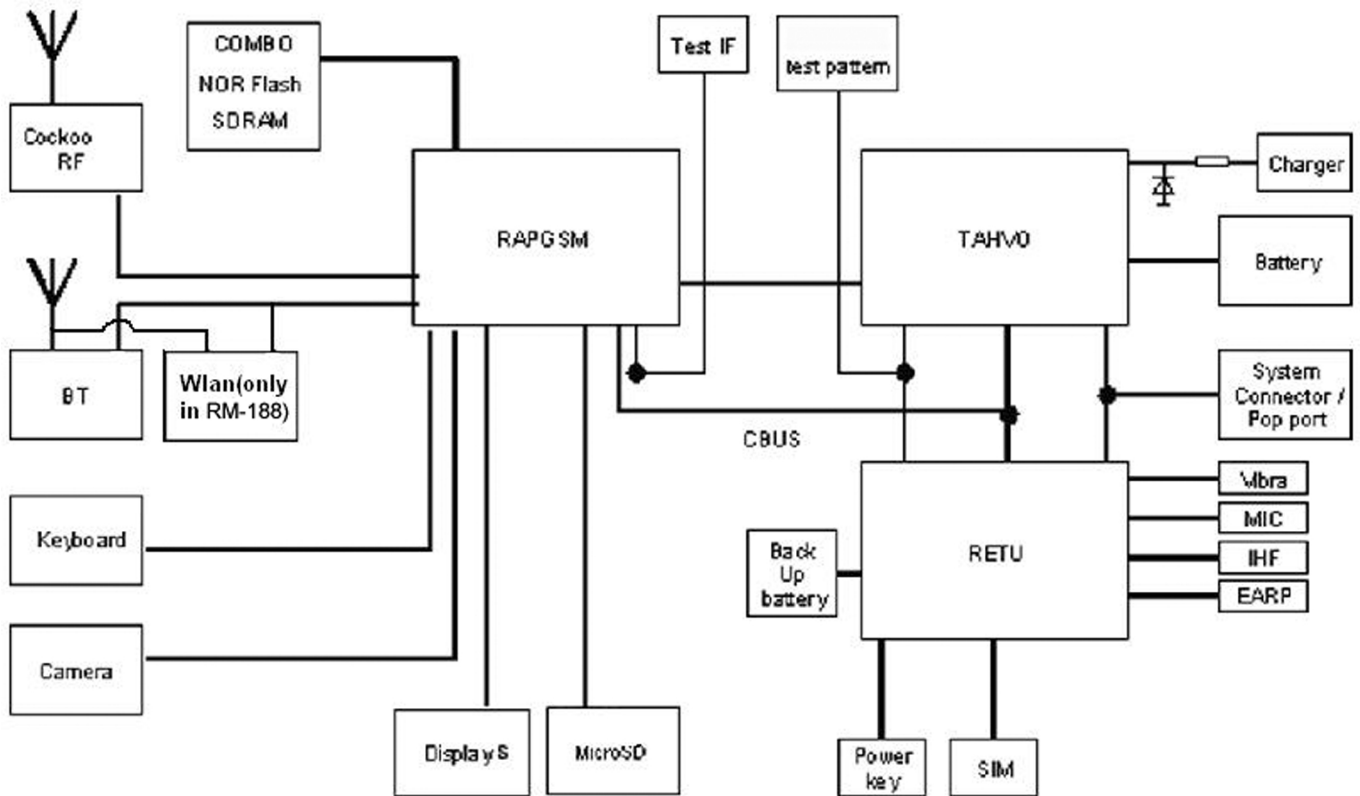 COMBO
NOR Flash
SDRAM
Test IF
test pattern
Cockoo
RF
Charger
RAPGSM
TAHVO
Battery
BT
Wlan(only
in RM-188)
System
Connector /
Pop port
CBUS
Vibra
MIC
IHF
EARP
Keyboard
Back
Up
battery
RETU
Camera
Display S
MicroSD
Power
key
SIM